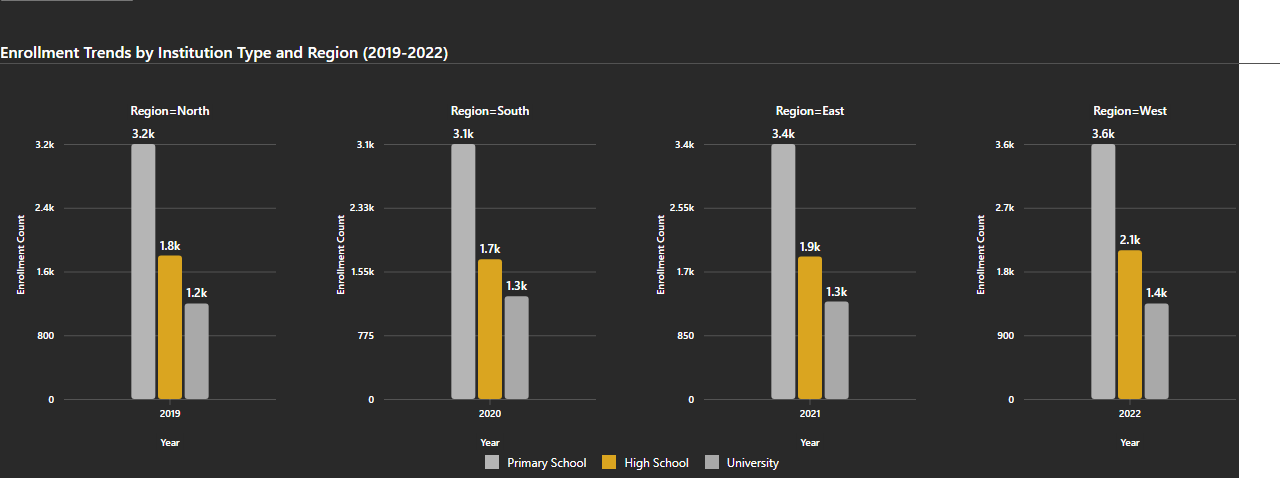 Enrollment Trends by Institution Type and Region (2019-2022)
Region=North
3.2k
3.2k
2.4k
1.8k
1.6k
1.2k
800
0
Enrollment Count
2019
Year
Region=South
3.1k
3.1k
2.33k
1.7k
1.55k
1.3k
775
0
Enrollment Count
2020
Year
Region=East
3.4k
3.4k
2.55k
1.9k
1.7k
1.3k
850
0
Enrollment Count
2021
Year
Region=West
3.6k
3.6k
2.7k
2.1k
1.8k
1.4k
900
0
Enrollment Count
2022
Year
Primary School
High School
University